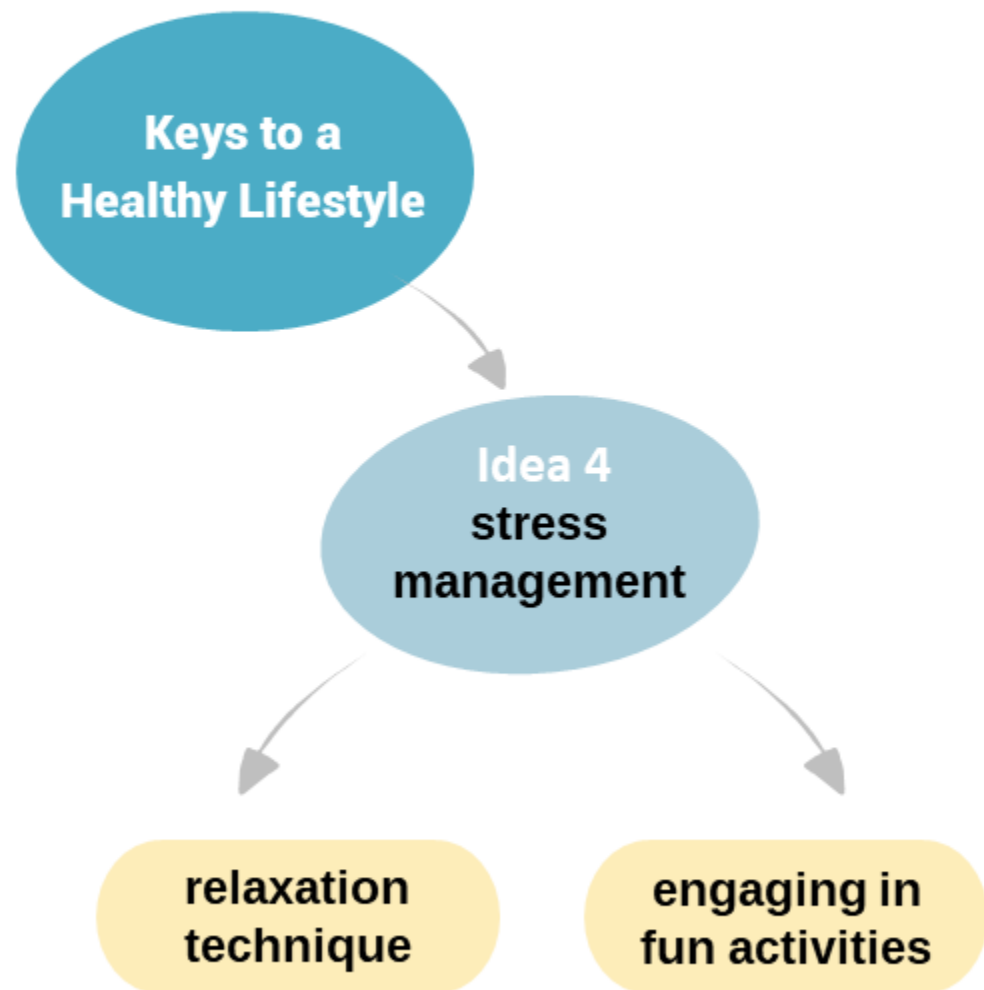 Keys to a
Healthy Lifestyle
Idea 4
stress
management
relaxation
technique
engaging in
fun activities